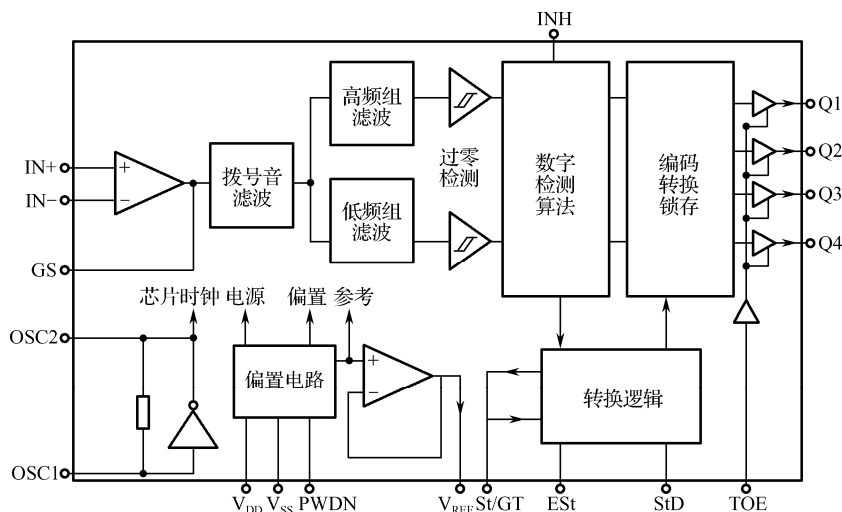 INH
高频组
滤波
Q1
IN+
+
拨号音
滤波
过零
检测
数字
检测
算法
编码
转换
锁存
Q2
IN−
−
低频组
滤波
Q3
Q4
GS
芯片时钟 电源 偏置 参考
OSC2
偏置电路
+
−
转换逻辑
OSC1
VDD VSS PWDN VREF St/GT ESt StD TOE